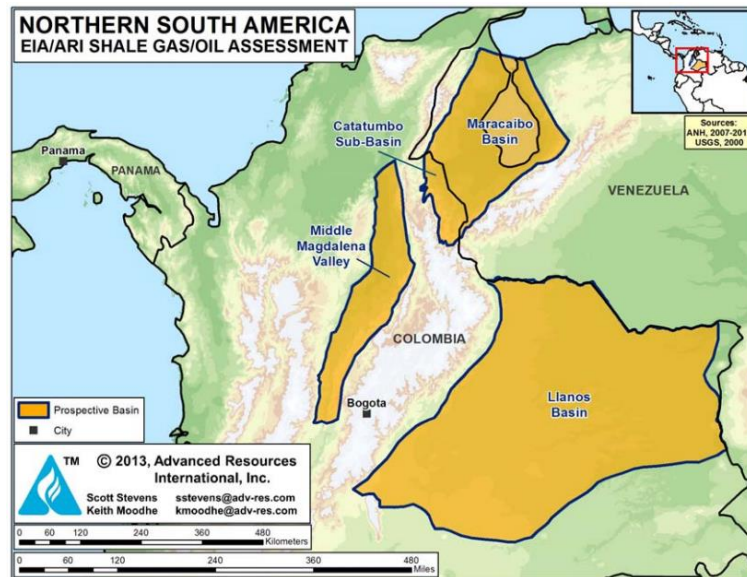 NORTHERN SOUTH AMERICA
EIA/ARI SHALE GAS/OIL ASSESSMENT
Sources:
ANH, 2007-201
USGS, 2000
Maracaibo
Basin
Catatumbo
Sub-Basin
Panama
PANAMA
VENEZUELA
Middle
Magdalena
Valley
COLOMBIA
Llanos
Basin
Bogota
Prospective Basin
City
TM
© 2013, Advanced Resources
International, Inc.
Scott Stevens sstevens@adv-res.com
Keith Moodhe kmoodhe@adv-res.com
0 60 120 240 360 480
Kilometers
0 60 120 240 360 480
Miles